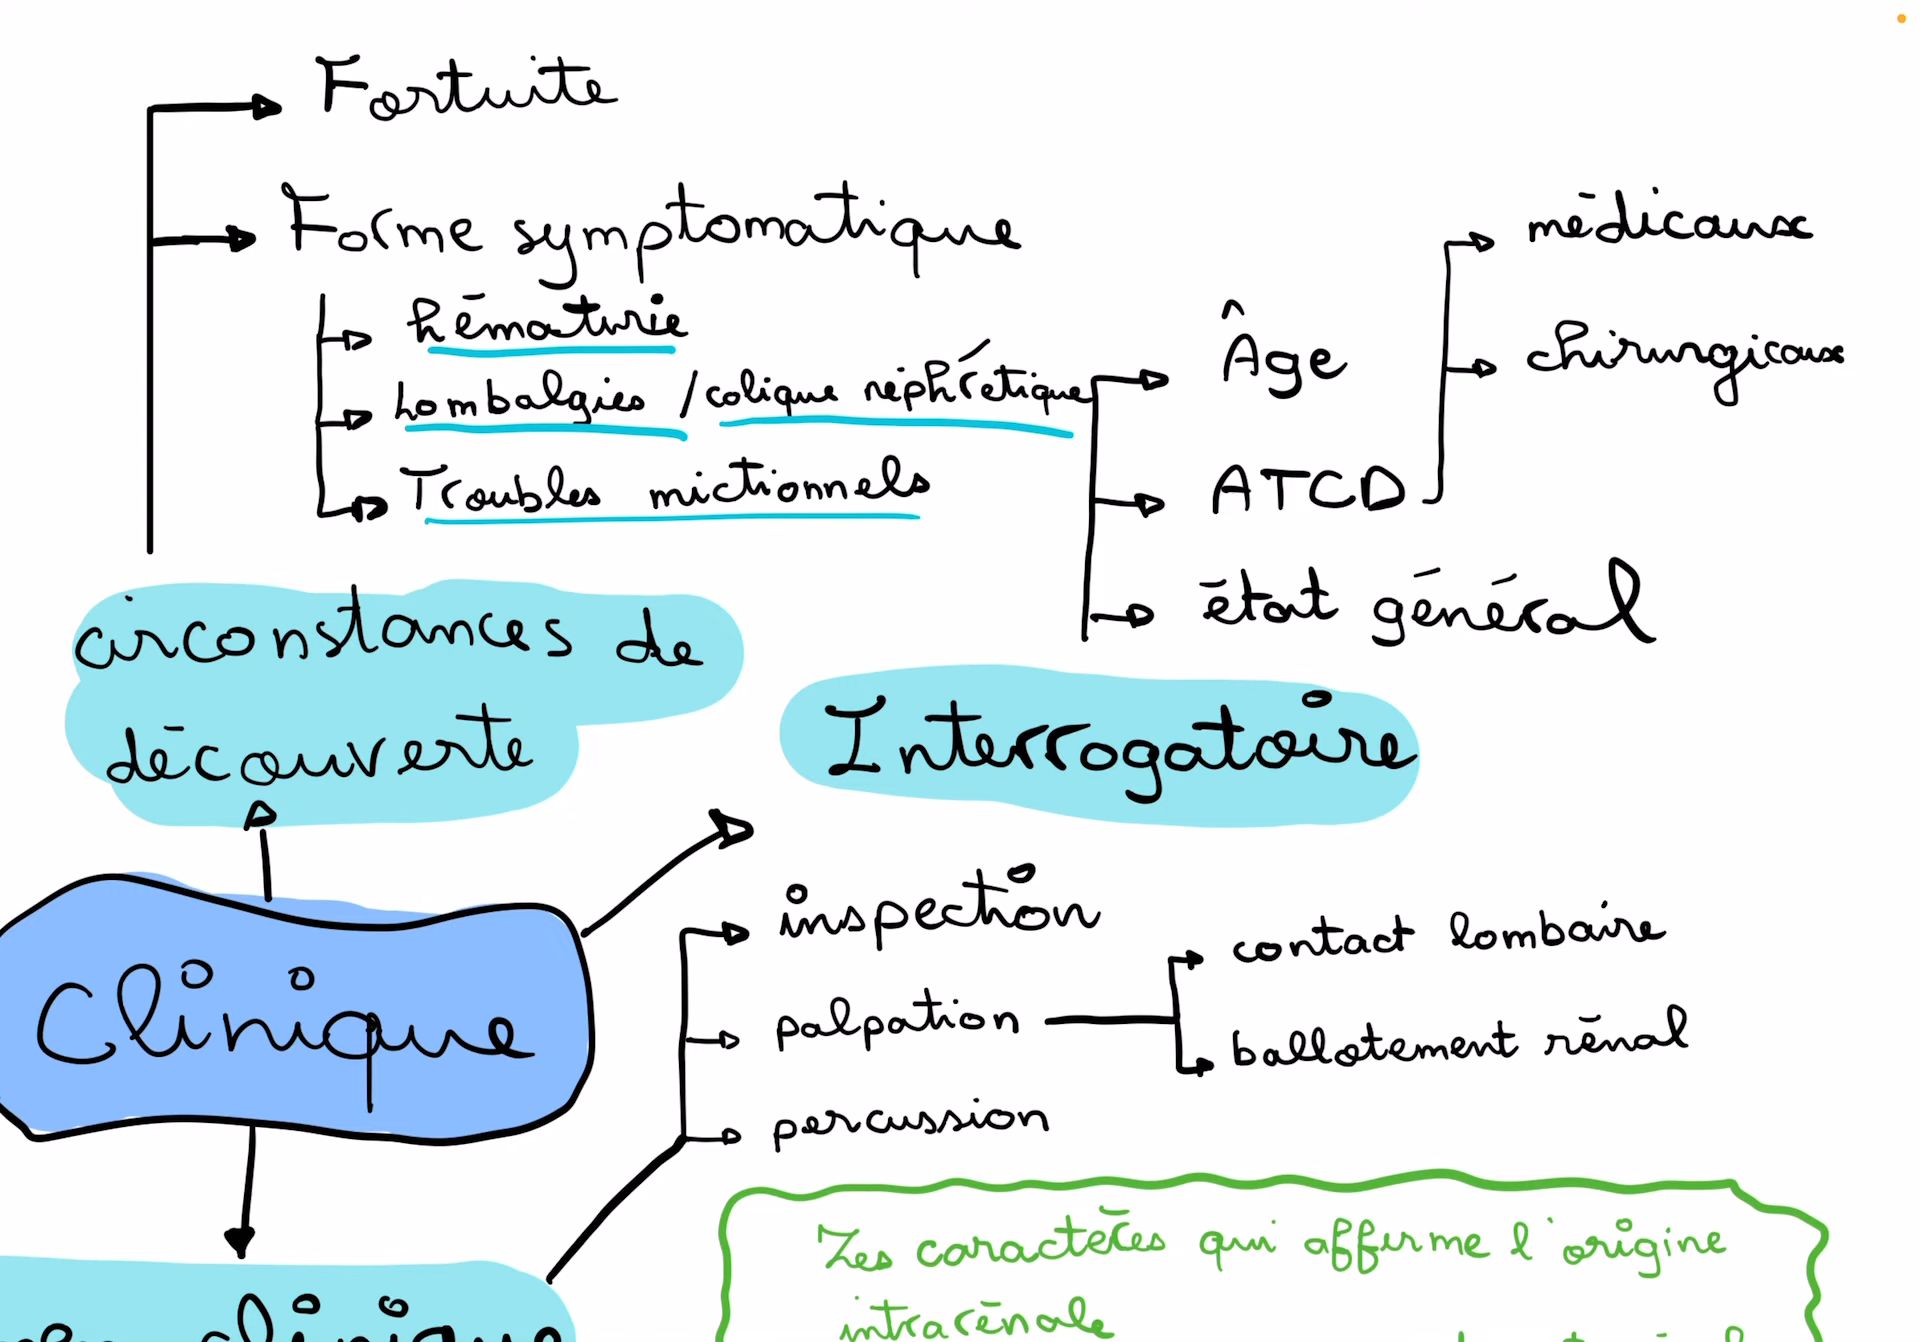 Fortuite
Forme symptomatique
hématurie
Lombalgies / colique néphrétique
Troubles mictionnels
circonstances de
découverte
Âge
ATCD
état général
médicaux
chirurgicaux
Interrogatoire
Clinique
inspection
palpation
percussion
contact lombaire
ballotement rénal
clinique
Les caractères qui affirme l'origine
intrarénale